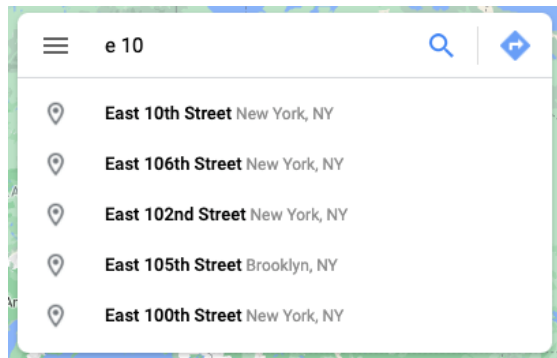 e 10
East 10th Street New York, NY
East 106th Street New York, NY
East 102nd Street New York, NY
East 105th Street Brooklyn, NY
East 100th Street New York, NY